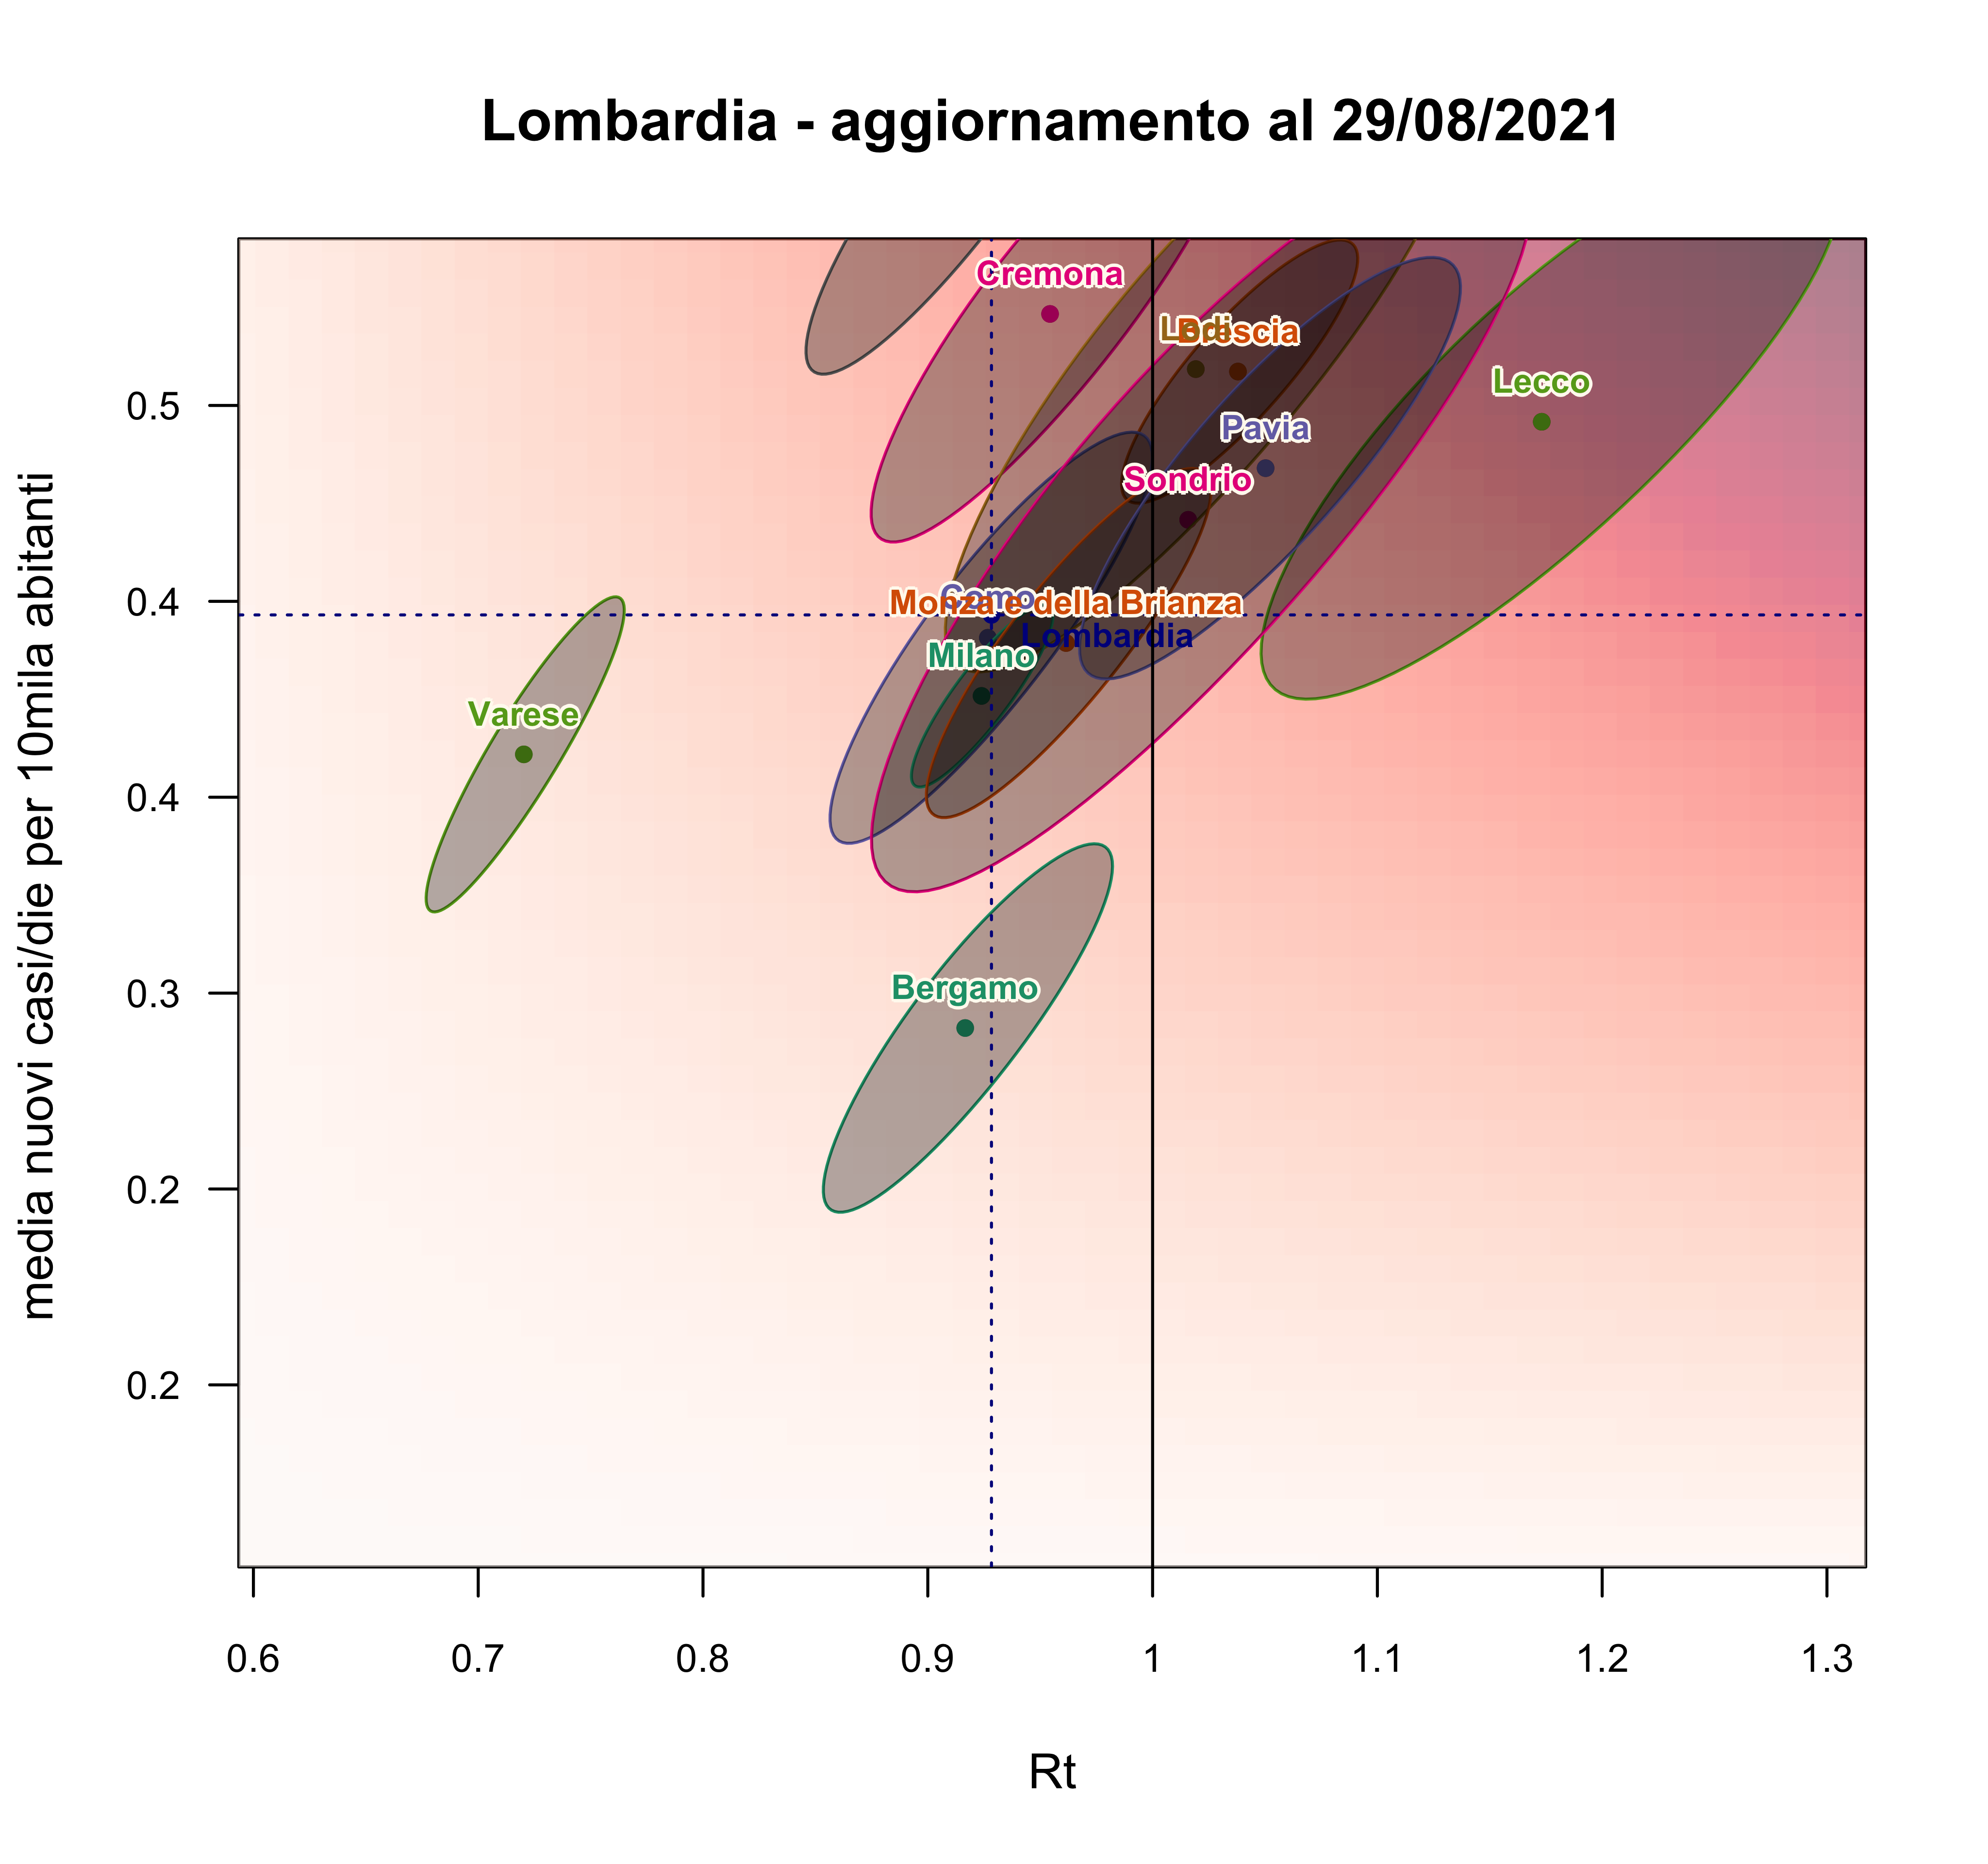 Lombardia - aggiornamento al 29/08/2021
media nuovi casi/die per 10mila abitanti
0.5
0.4
0.4
0.3
0.2
0.2
Cremona
Lodi
Brescia
Lecco
Pavia
Sondrio
Como
Monza e della Brianza
Lombardia
Milano
Varese
Bergamo
0.6 0.7 0.8 0.9 1 1.1 1.2 1.3
Rt